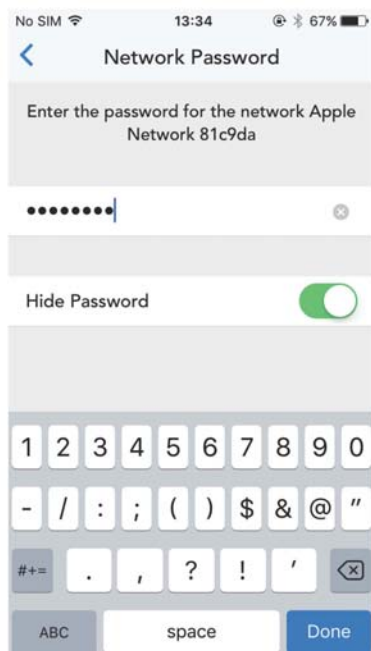 No SIM 13:34 67%
Network Password
Enter the password for the network Apple
Network 81c9da
••••••••
Hide Password
1 2 3 4 5 6 7 8 9 0
- / : ; ( ) $ & @ "
#+= . , ? ! '
ABC space Done